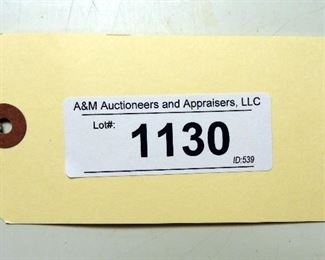 A&M Auctioneers and Appraisers, LLC
Lot#:
1130
ID:539